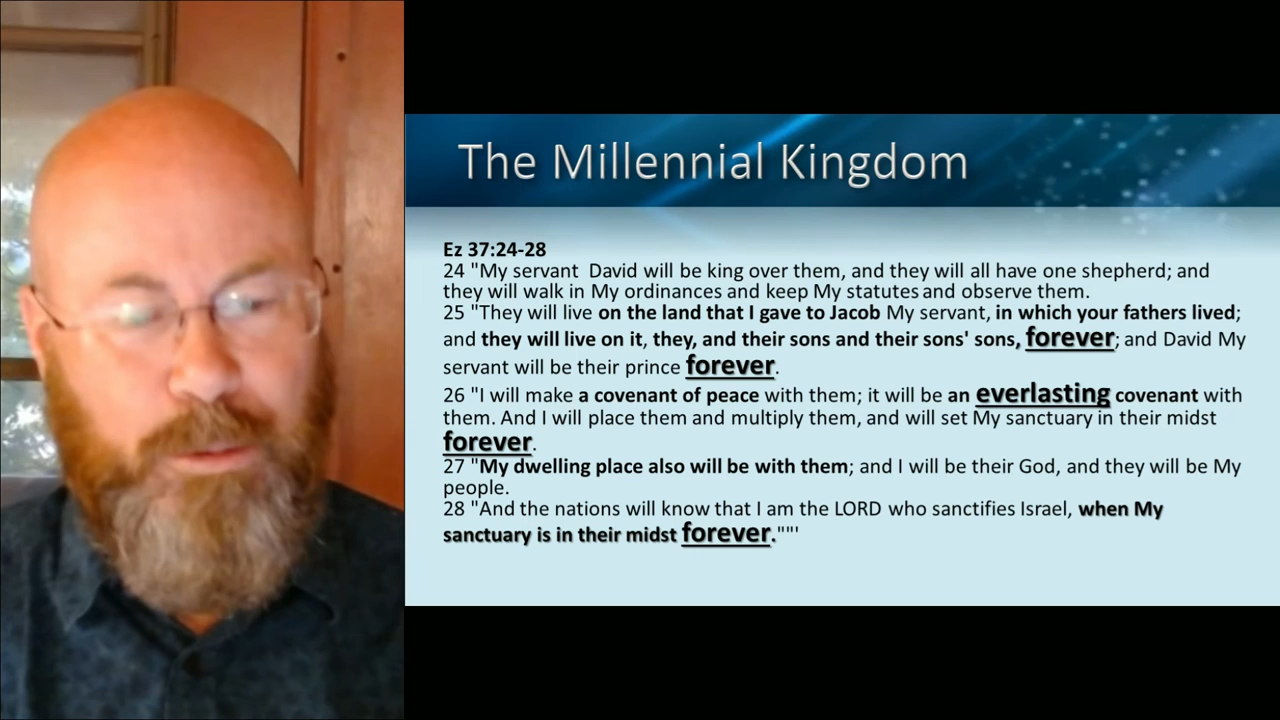 The Millennial Kingdom
Ez 37:24-28
24 "My servant  David will be king over them, and they will all have one shepherd; and
they will walk in My ordinances and keep My statutes and observe them.
25 "They will live on the land that I gave to Jacob My servant, in which your fathers lived;
and they will live on it, they, and their sons and their sons' sons, forever; and David My
servant will be their prince forever.
26 "I will make a covenant of peace with them; it will be an everlasting covenant with
them. And I will place them and multiply them, and will set My sanctuary in their midst
forever.
27 "My dwelling place also will be with them; and I will be their God, and they will be My
people.
28 "And the nations will know that I am the LORD who sanctifies Israel, when My
sanctuary is in their midst forever.""'